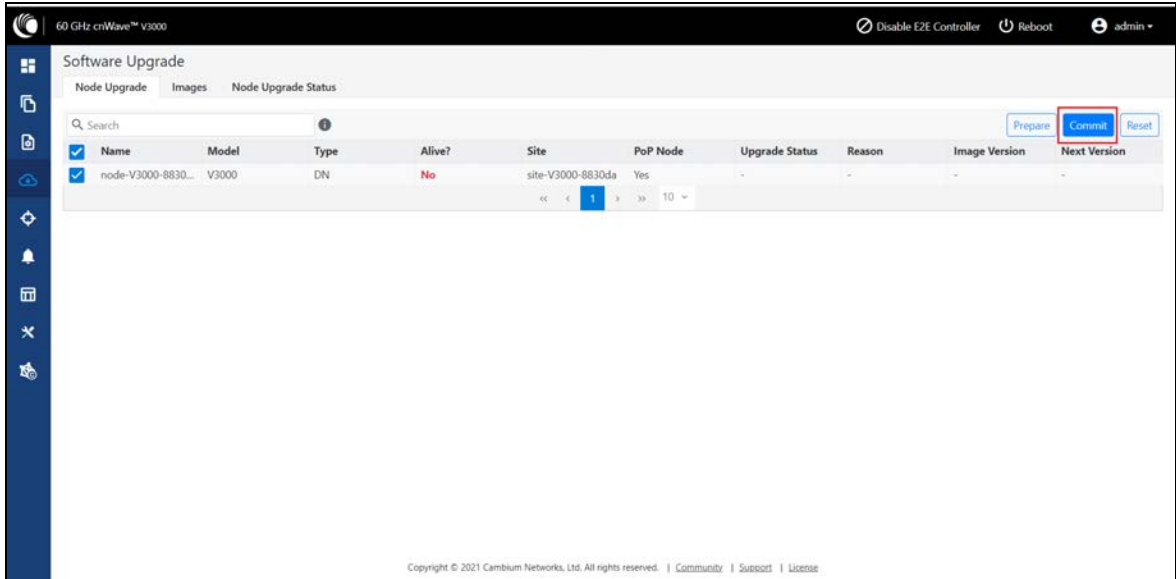 60 GHz cnWave™ V3000 Disable E2E Controller Reboot admin
Software Upgrade
Node Upgrade Images Node Upgrade Status
Search Prepare Commit Reset
Name Model Type Alive? Site PoP Node Upgrade Status Reason Image Version Next Version
node-V3000-8830... V3000 DN No site-V3000-8830da Yes - - - -
« ‹ 1 › » 10
Copyright © 2021 Cambium Networks, Ltd. All rights reserved. | Community | Support | License